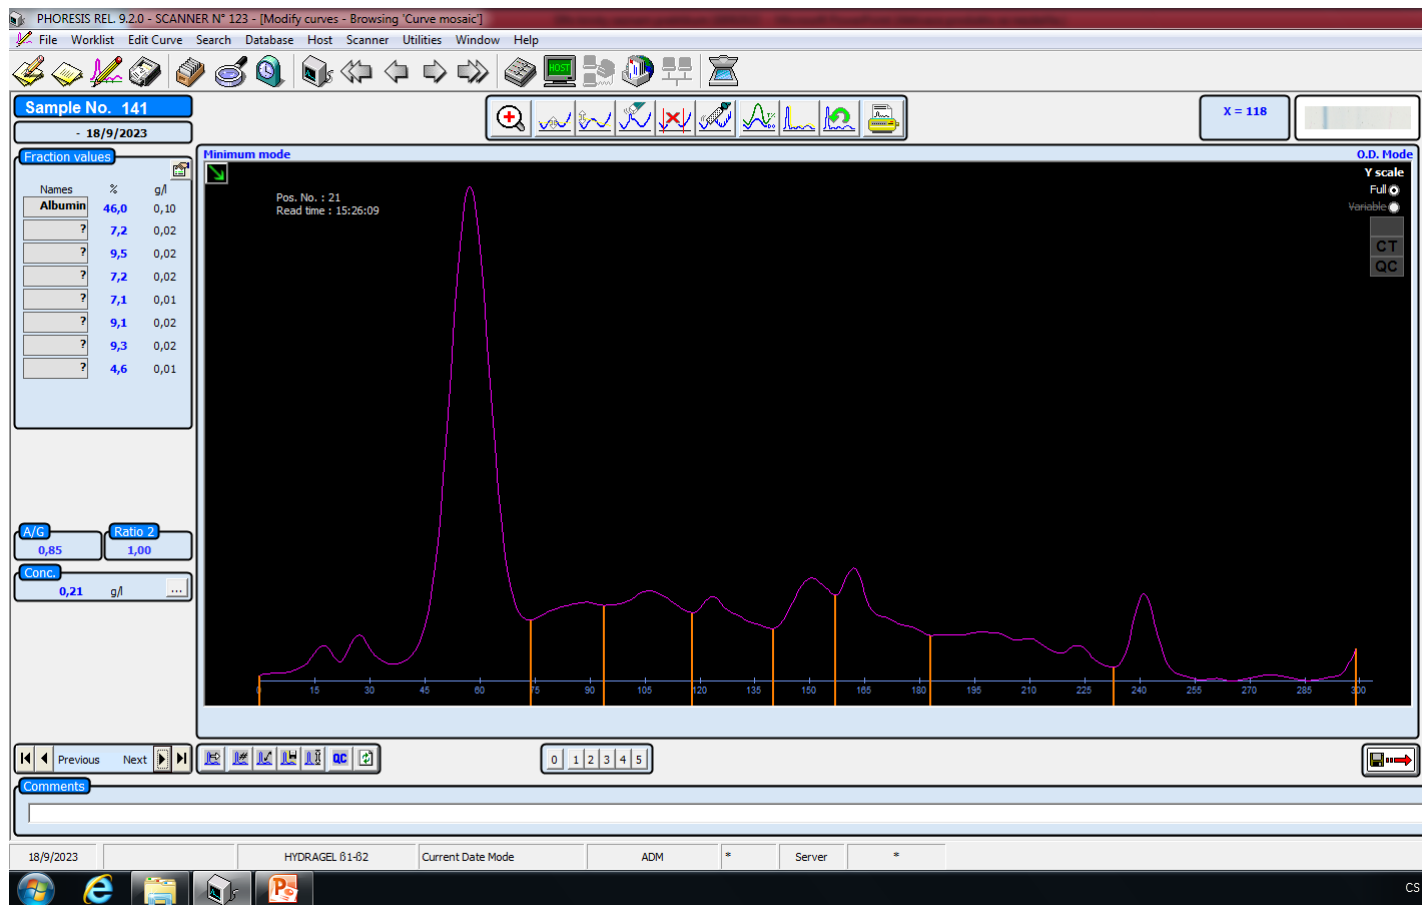 PHORESIS REL. 9.2.0 - SCANNER N° 123 - [Modify curves - Browsing 'Curve mosaic']
File Worklist Edit Curve Search Database Host Scanner Utilities Window Help
HOST
Sample No. 141
- 18/9/2023
X = 118
Fraction values
Names % g/l
Albumin 46,0 0,10
? 7,2 0,02
? 9,5 0,02
? 7,2 0,02
? 7,1 0,01
? 9,1 0,02
? 9,3 0,02
? 4,6 0,01
A/G
0,85
Ratio 2
1,00
Conc.
0,21 g/l ...
Minimum mode
O.D. Mode
Pos. No. : 21
Read time : 15:26:09
Y scale
Full
Variable
CT
QC
0 15 30 45 60 75 90 105 120 135 150 165 180 195 210 225 240 255 270 285 300
Previous Next
QC
0 1 2 3 4 5
Comments
18/9/2023 HYDRAGEL ß1-ß2 Current Date Mode ADM * Server *
CS